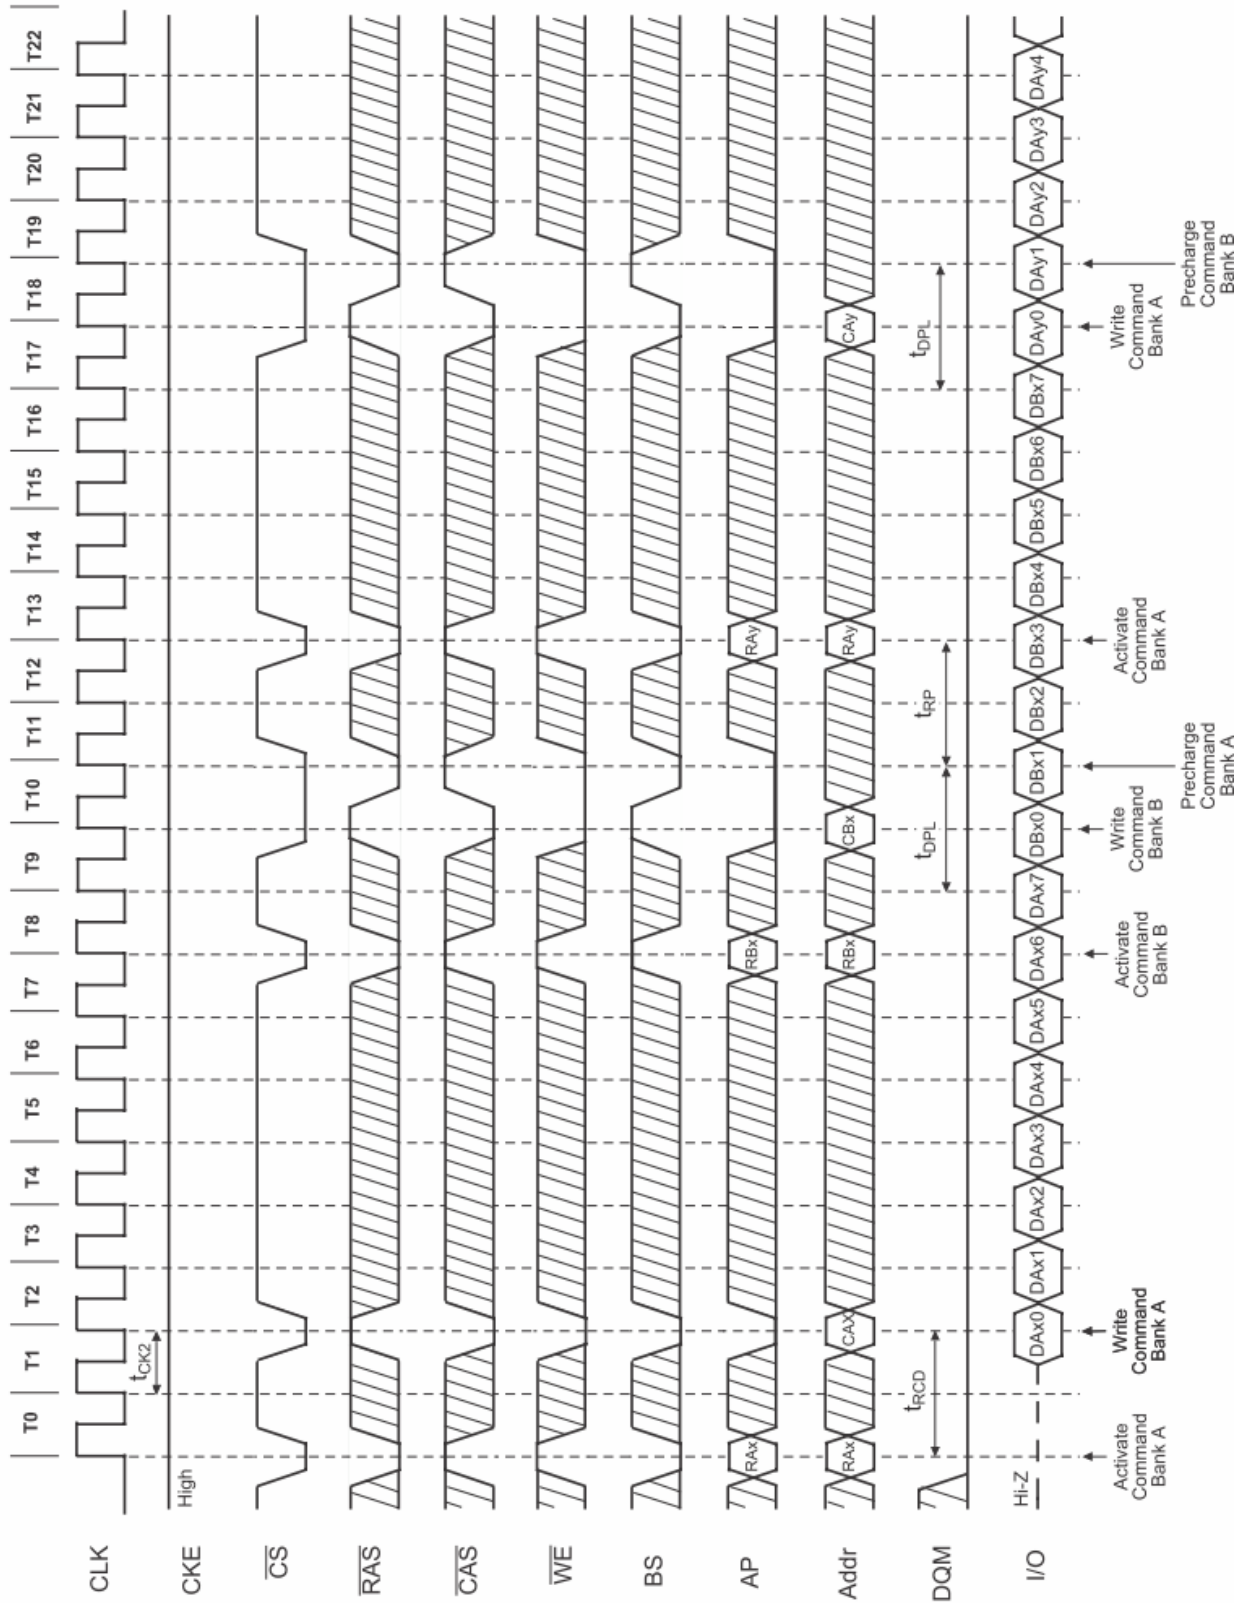 T0 T1 T2 T3 T4 T5 T6 T7 T8 T9 T10 T11 T12 T13 T14 T15 T16 T17 T18 T19 T20 T21 T22
CLK
tCK2
CKE
High
CS
RAS
CAS
WE
BS
AP
RAx RBx RAy
Addr
RAx CAX RBx CBx RAy CAy
DQM
tRCD tDPL tRP tDPL
I/O
Hi-Z
DAx0 DAx1 DAx2 DAx3 DAx4 DAx5 DAx6 DAx7 DBx0 DBx1 DBx2 DBx3 DBx4 DBx5 DBx6 DBx7 DAy0 DAy1 DAy2 DAy3 DAy4
Activate
Command
Bank A
Write
Command
Bank A
Activate
Command
Bank B
Write
Command
Bank B
Precharge
Command
Bank A
Activate
Command
Bank A
Write
Command
Bank A
Precharge
Command
Bank B